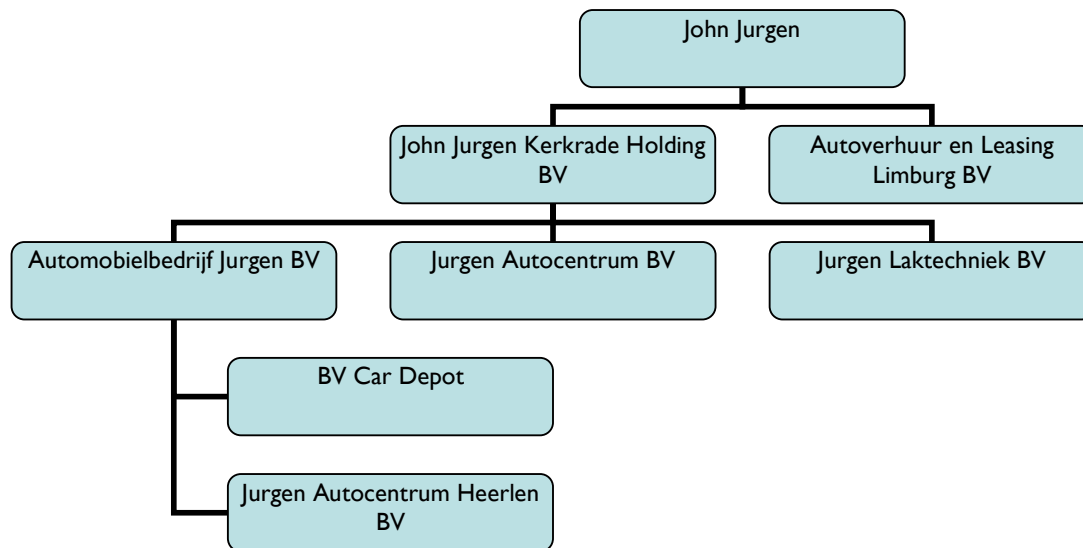 John Jurgen
John Jurgen Kerkrade Holding
BV
Autoverhuur en Leasing
Limburg BV
Automobielbedrijf Jurgen BV
Jurgen Autocentrum BV
Jurgen Laktechniek BV
BV Car Depot
Jurgen Autocentrum Heerlen
BV